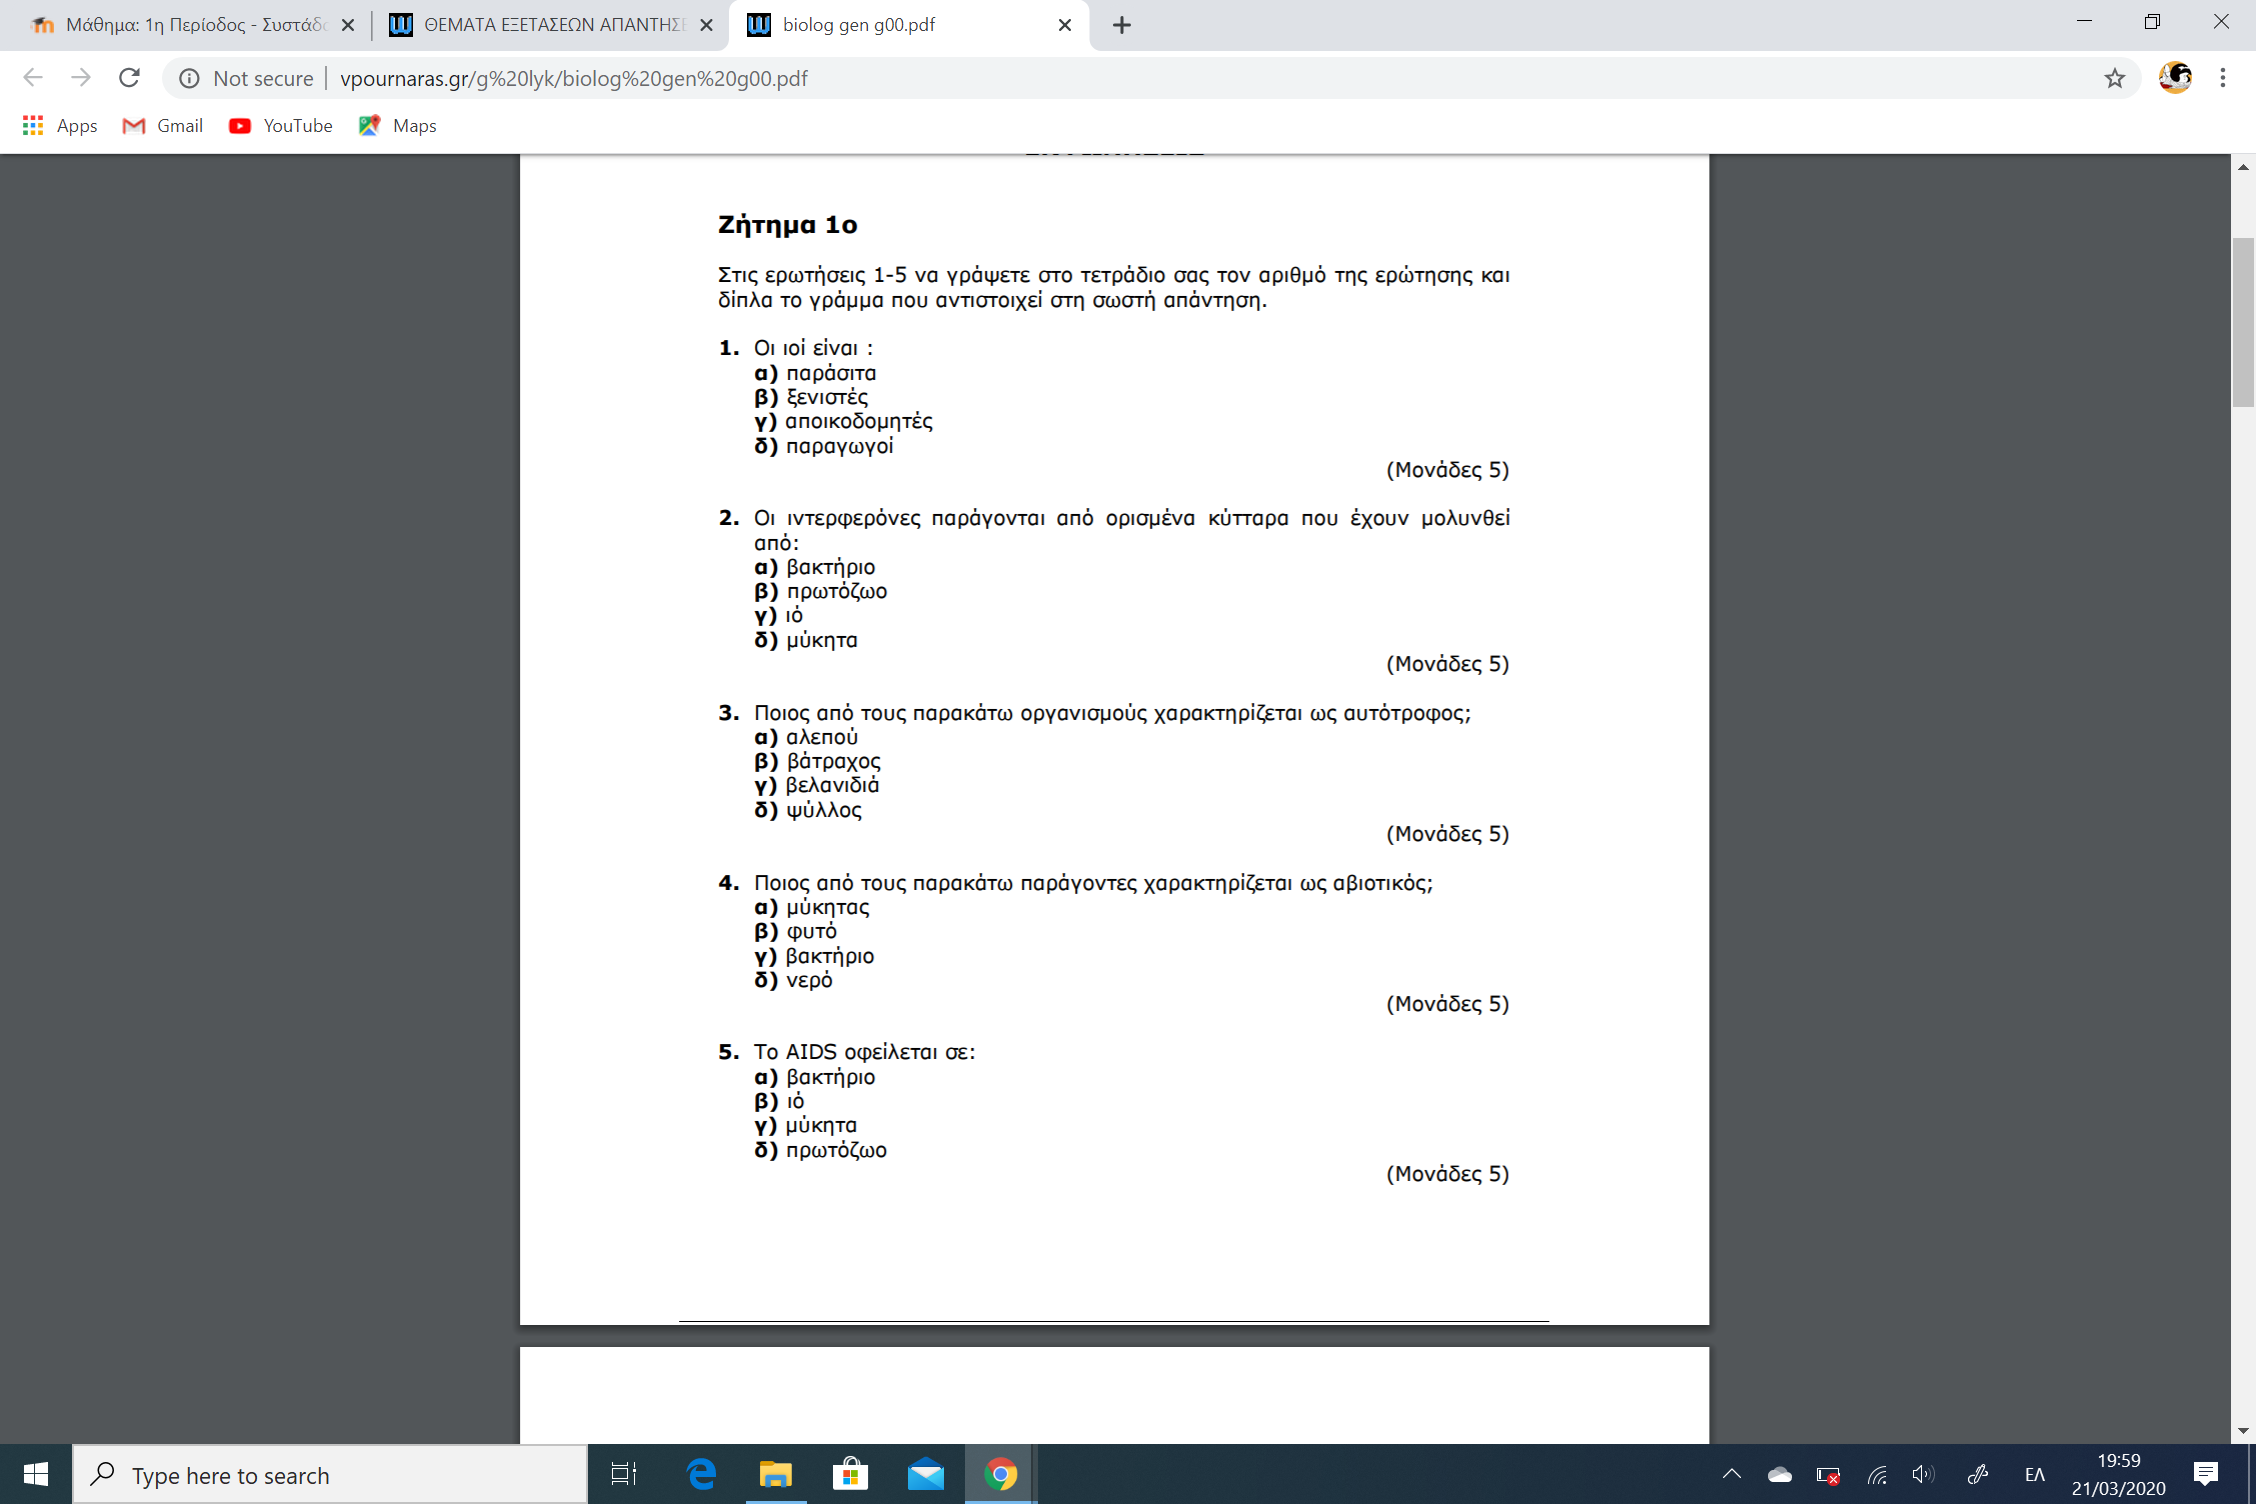 Μάθημα: 1η Περίοδος - Συστάδ
ΘΕΜΑΤΑ ΕΞΕΤΑΣΕΩΝ ΑΠΑΝΤΗΣΕ
biolog gen g00.pdf
Not secure
vpournaras.gr/g%20lyk/biolog%20gen%20g00.pdf
Apps
Gmail
YouTube
Maps
Ζήτημα 1ο
Στις ερωτήσεις 1-5 να γράψετε στο τετράδιο σας τον αριθμό της ερώτησης και
δίπλα το γράμμα που αντιστοιχεί στη σωστή απάντηση.
1. Οι ιοί είναι :
α) παράσιτα
β) ξενιστές
γ) αποικοδομητές
δ) παραγωγοί
(Μονάδες 5)
2. Οι ιντερφερόνες παράγονται από ορισμένα κύτταρα που έχουν μολυνθεί
από:
α) βακτήριο
β) πρωτόζωο
γ) ιό
δ) μύκητα
(Μονάδες 5)
3. Ποιος από τους παρακάτω οργανισμούς χαρακτηρίζεται ως αυτότροφος;
α) αλεπού
β) βάτραχος
γ) βελανιδιά
δ) ψύλλος
(Μονάδες 5)
4. Ποιος από τους παρακάτω παράγοντες χαρακτηρίζεται ως αβιοτικός;
α) μύκητας
β) φυτό
γ) βακτήριο
δ) νερό
(Μονάδες 5)
5. Το AIDS οφείλεται σε:
α) βακτήριο
β) ιό
γ) μύκητα
δ) πρωτόζωο
(Μονάδες 5)
Type here to search
ΕΛ
19:59
21/03/2020